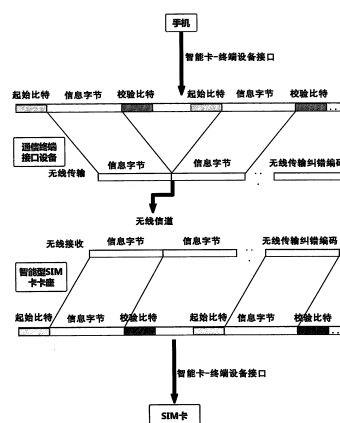 手机
智能卡-终端设备接口
起始比特 信息字节 校验比特 起始比特 信息字节 校验比特
通信终端
接口设备
信息字节 信息字节 无线传输纠错编码
无线传输
无线信道
无线接收 信息字节 信息字节 无线传输纠错编码
智能型SIM
卡卡座
起始比特 信息字节 校验比特 起始比特 信息字节 校验比特
智能卡-终端设备接口
SIM卡